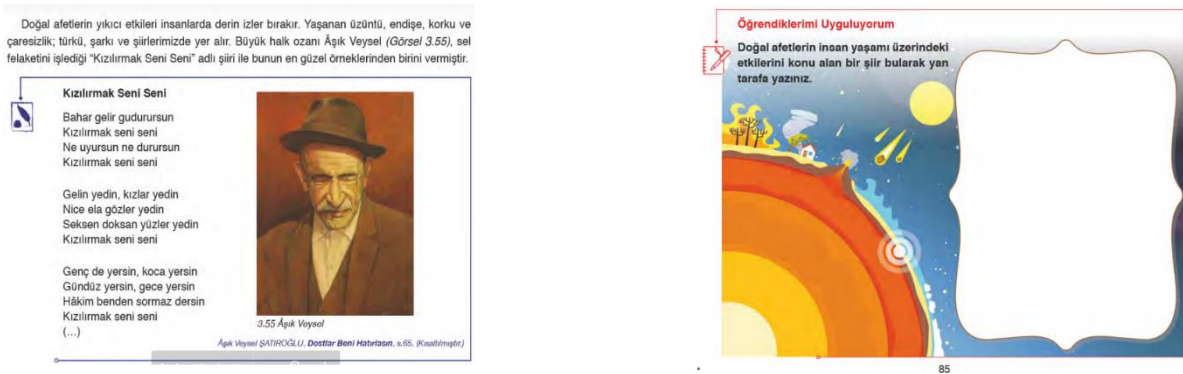 Doğal afetlerin yıkıcı etkileri insanlarda derin izler bırakır. Yaşanan üzüntü, endişe, korku ve
çaresizlik; türkü, şarkı ve şiirlerimizde yer alır. Büyük halk ozanı Âşık Veysel (Görsel 3.55), sel
felaketini işlediği “Kızılırmak Seni Seni” adlı şiiri ile bunun en güzel örneklerinden birini vermiştir.
Kızılırmak Seni Seni
Bahar gelir gudurursun
Kızılırmak seni seni
Ne uyursun ne durursun
Kızılırmak seni seni
Gelin yedin, kızlar yedin
Nice ela gözler yedin
Seksen doksan yüzler yedin
Kızılırmak seni seni
Genç de yersin, koca yersin
Gündüz yersin, gece yersin
Hâkim benden sormaz dersin
Kızılırmak seni seni
(...)
3.55 Âşık Veysel
Âşık Veysel ŞATIROĞLU, Dostlar Beni Hatırlasın, s.65. (Kısaltılmıştır.)
Öğrendiklerimi Uyguluyorum
Doğal afetlerin insan yaşamı üzerindeki
etkilerini konu alan bir şiir bularak yan
tarafa yazınız.
85